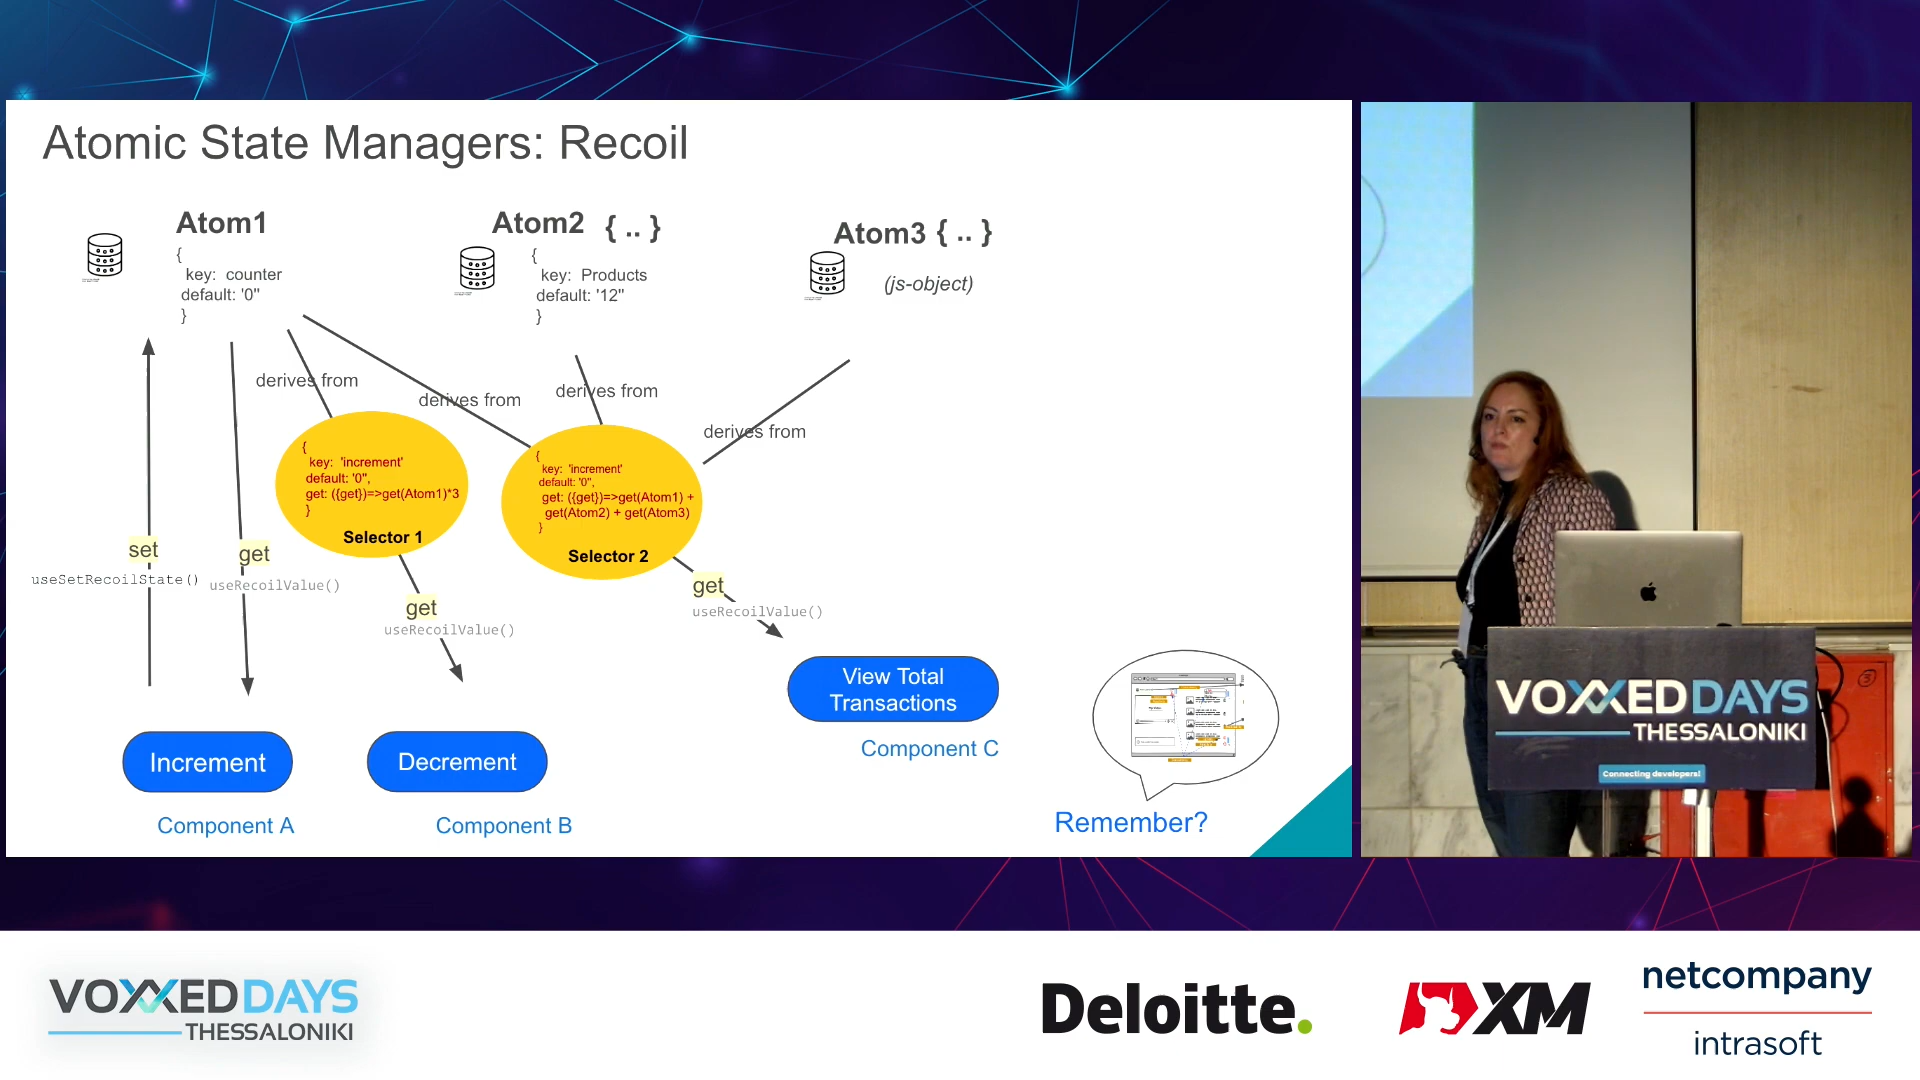 Atomic State Managers: Recoil
Atom1
{
key: counter
default: '0"
}
Atom2 { .. }
{
key: Products
default: '12"
}
Atom3 { .. }
(js-object)
derives from
derives from
derives from
derives from
{
key: 'increment'
default: '0",
get: ({get})=>get(Atom1)*3
}
Selector 1
{
key: 'increment'
default: '0",
get: ({get})=>get(Atom1) +
get(Atom2) + get(Atom3)
}
Selector 2
set
useSetRecoilState()
get
useRecoilValue()
get
useRecoilValue()
get
useRecoilValue()
Increment
Component A
Decrement
Component B
View Total
Transactions
Component C
Remember?
VOXXED DAYS
THESSALONIKI
Connecting developers!
VOXXED DAYS
THESSALONIKI
Deloitte.
XM
netcompany
intrasoft